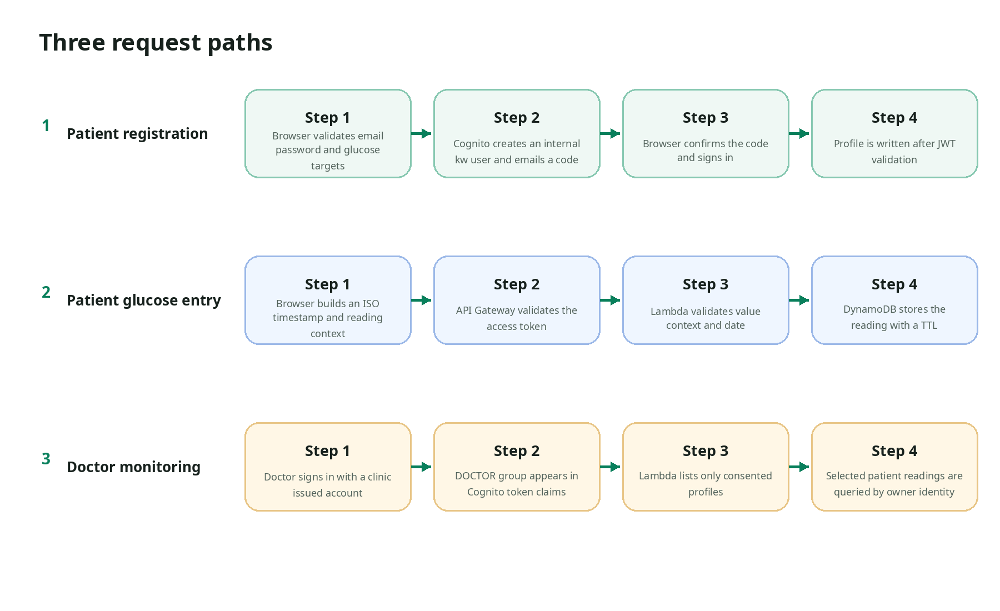 Three request paths
1
Patient registration
Step 1
Browser validates email
password and glucose
targets
Step 2
Cognito creates an internal
kw user and emails a code
Step 3
Browser confirms the code
and signs in
Step 4
Profile is written after JWT
validation
2
Patient glucose entry
Step 1
Browser builds an ISO
timestamp and reading
context
Step 2
API Gateway validates the
access token
Step 3
Lambda validates value
context and date
Step 4
DynamoDB stores the
reading with a TTL
3
Doctor monitoring
Step 1
Doctor signs in with a clinic
issued account
Step 2
DOCTOR group appears in
Cognito token claims
Step 3
Lambda lists only consented
profiles
Step 4
Selected patient readings are
queried by owner identity